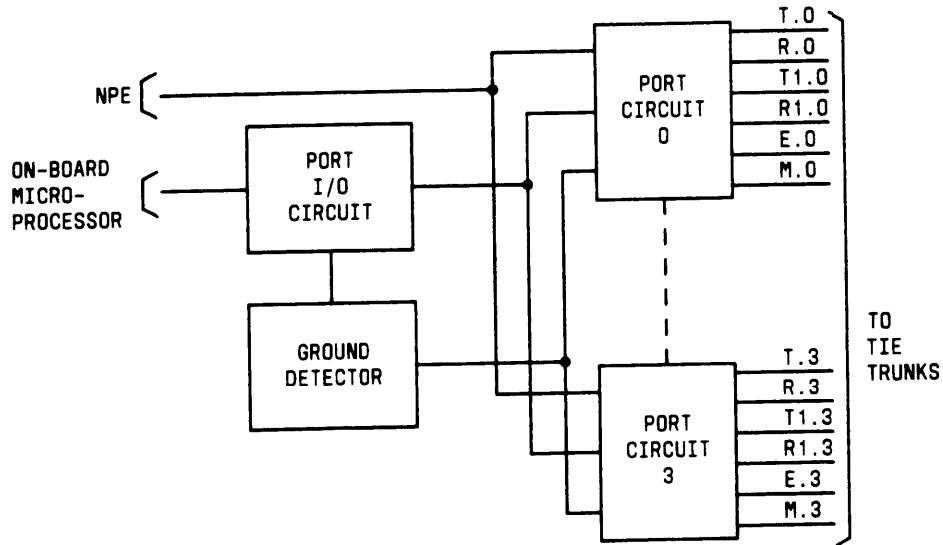 NPE
ON-BOARD
MICRO-
PROCESSOR
PORT
I/O
CIRCUIT
GROUND
DETECTOR
PORT
CIRCUIT
0
T.0
R.0
T1.0
R1.0
E.0
M.0
PORT
CIRCUIT
3
T.3
R.3
T1.3
R1.3
E.3
M.3
TO
TIE
TRUNKS